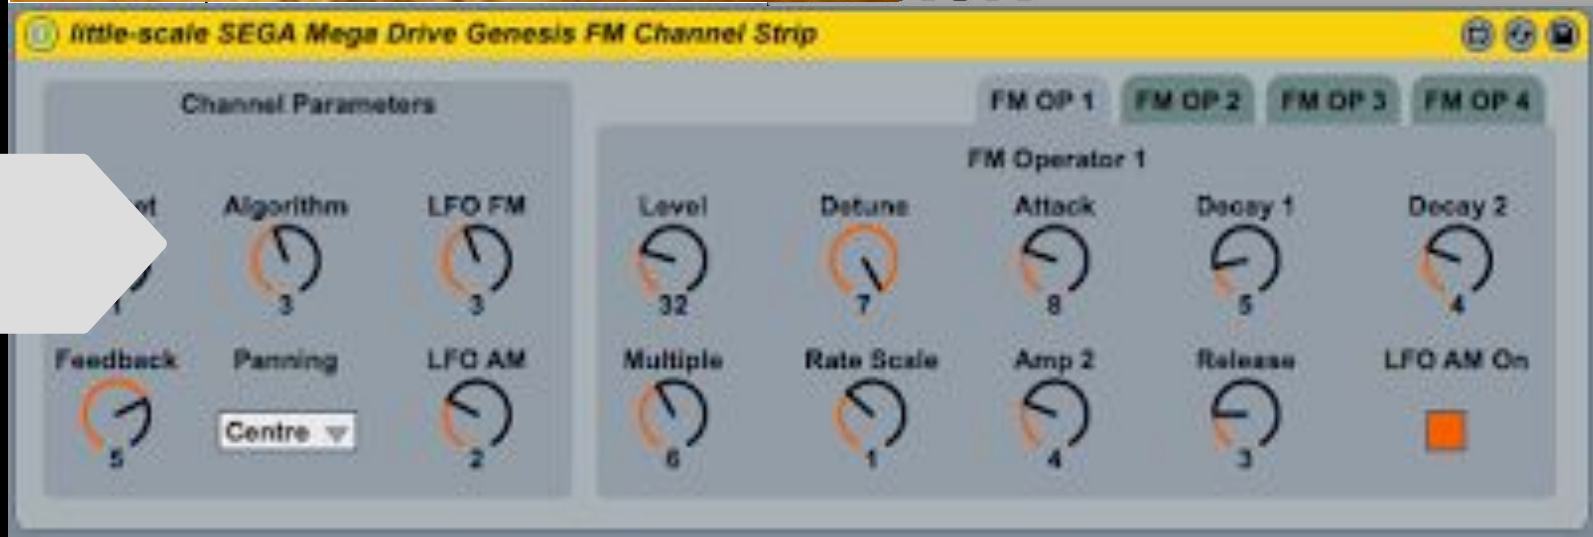 little-scale SEGA Mega Drive Genesis FM Channel Strip
Channel Parameters
FM OP 1 FM OP 2 FM OP 3 FM OP 4
FM Operator 1
Algorithm LFO FM Level Detune Attack Decay 1 Decay 2
1 3 3 32 7 8 5 4
Feedback Panning LFO AM Multiple Rate Scale Amp 2 Release LFO AM On
Centre
5 2 6 1 4 3